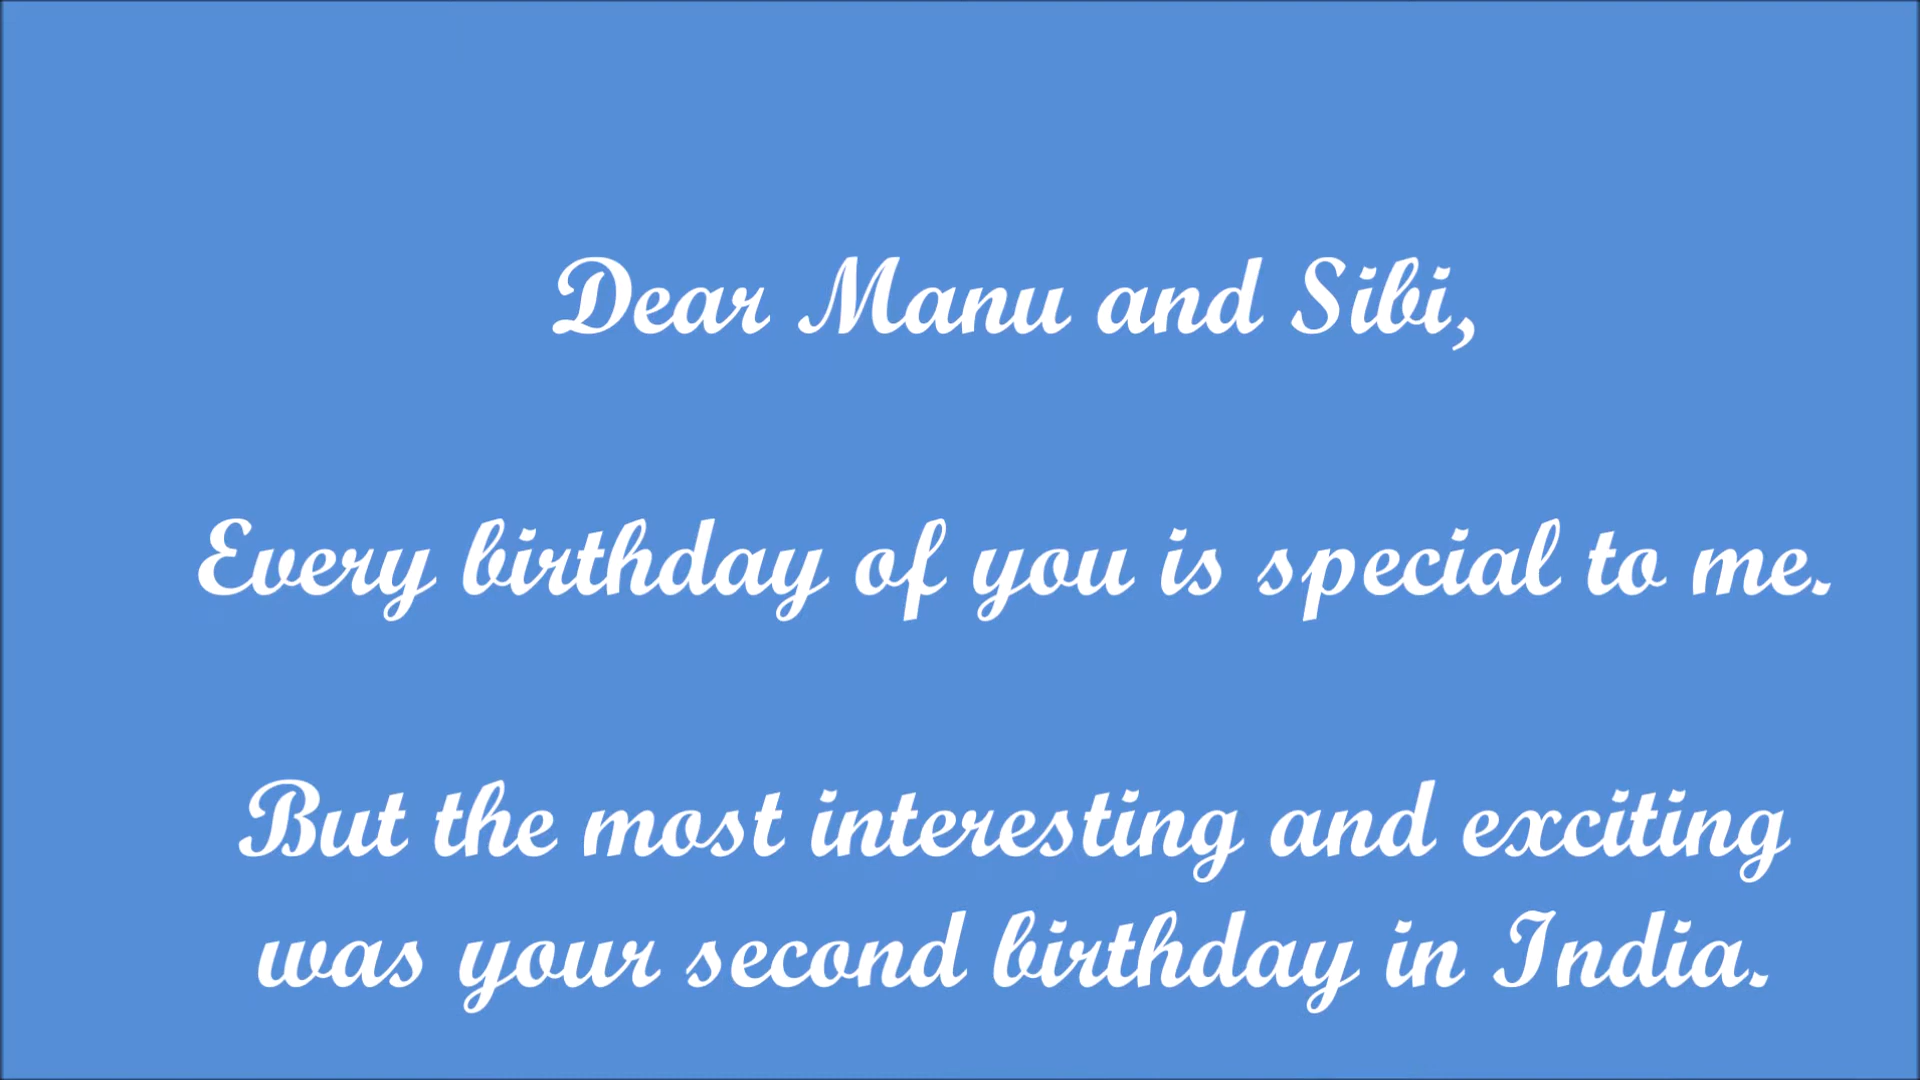 Dear Manu and Sibi,
Every birthday of you is special to me.
But the most interesting and exciting
was your second birthday in India.